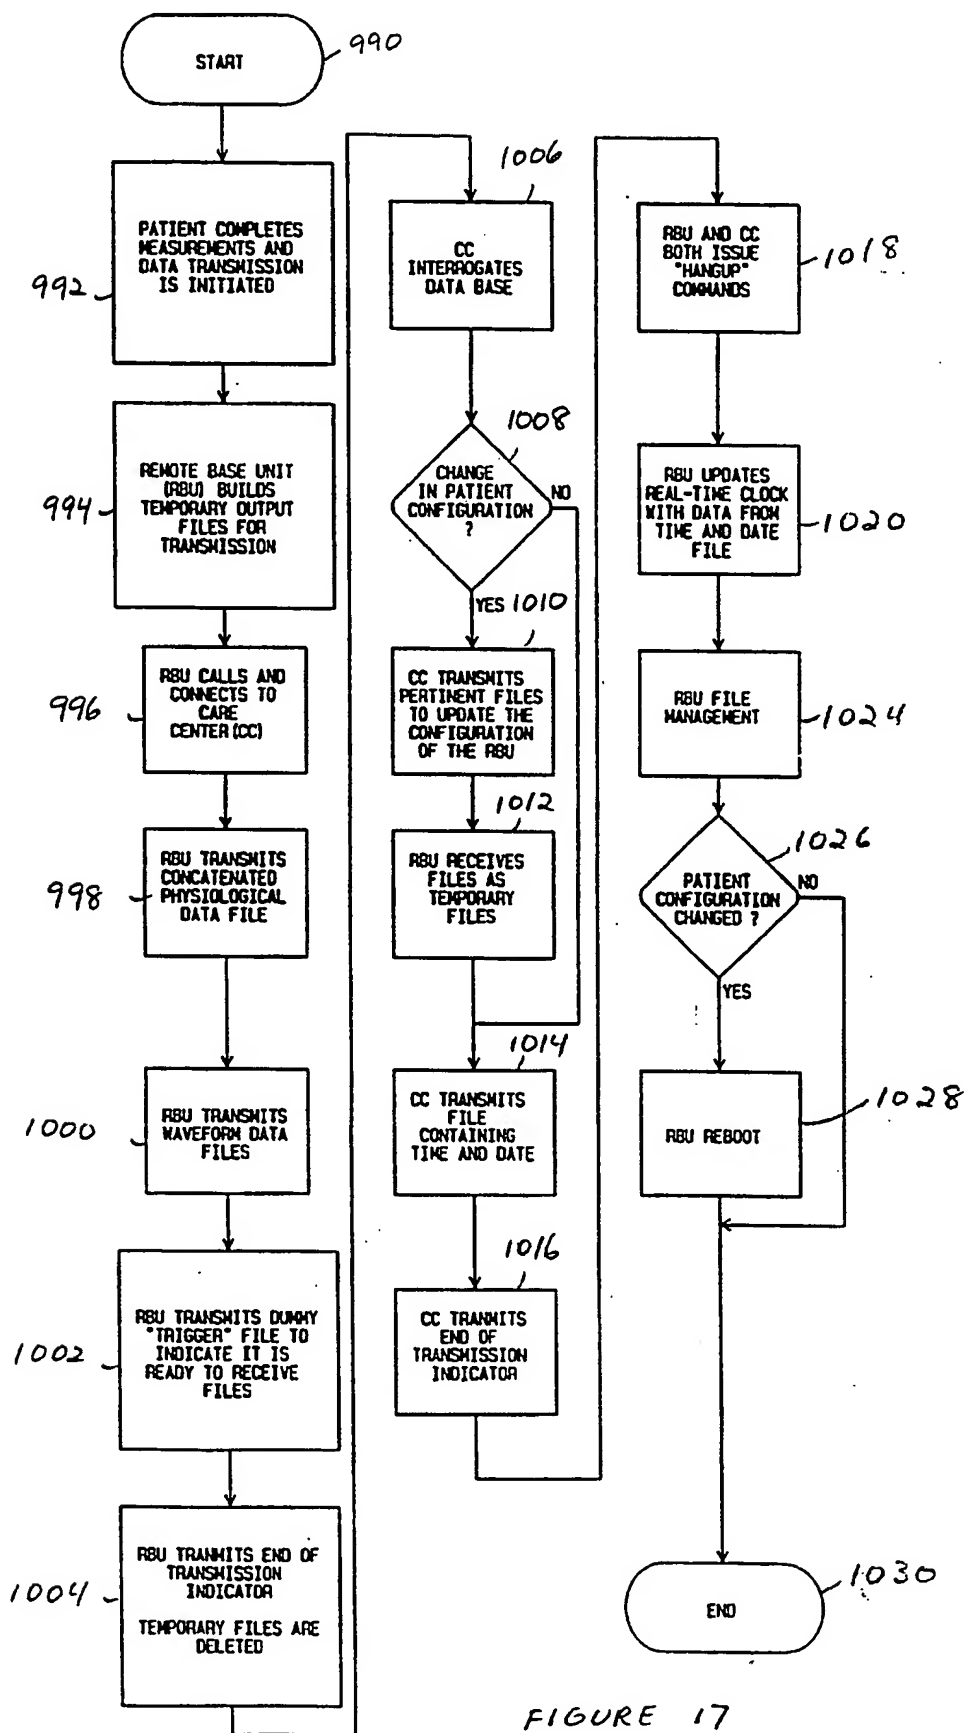 START
990
PATIENT COMPLETES
MEASUREMENTS AND
DATA TRANSMISSION
IS INITIATED
992
REMOTE BASE UNIT
(RBU) BUILDS
TEMPORARY OUTPUT
FILES FOR
TRANSMISSION
994
RBU CALLS AND
CONNECTS TO
CARE
CENTER (CC)
996
RBU TRANSMITS
CONCATENATED
PHYSIOLOGICAL
DATA FILE
998
RBU TRANSMITS
WAVEFORM DATA
FILES
1000
RBU TRANSMITS DUMMY
"TRIGGER" FILE TO
INDICATE IT IS
READY TO RECEIVE
FILES
1002
RBU TRANMITS END OF
TRANSMISSION
INDICATOR
TEMPORARY FILES ARE
DELETED
1004
1006
CC
INTERROGATES
DATA BASE
1008
CHANGE
IN PATIENT
CONFIGURATION
?
NO
YES
1010
CC TRANSMITS
PERTINENT FILES
TO UPDATE THE
CONFIGURATION
OF THE RBU
1012
RBU RECEIVES
FILES AS
TEMPORARY
FILES
1014
CC TRANSMITS
FILE
CONTAINING
TIME AND DATE
1016
CC TRANMITS
END OF
TRANSMISSION
INDICATOR
RBU AND CC
BOTH ISSUE
"HANGUP"
COMMANDS
1018
RBU UPDATES
REAL-TIME CLOCK
WITH DATA FROM
TIME AND DATE
FILE
1020
RBU FILE
MANAGEMENT
1024
1026
PATIENT
CONFIGURATION
CHANGED ?
NO
YES
RBU REBOOT
1028
END
1030
FIGURE 17